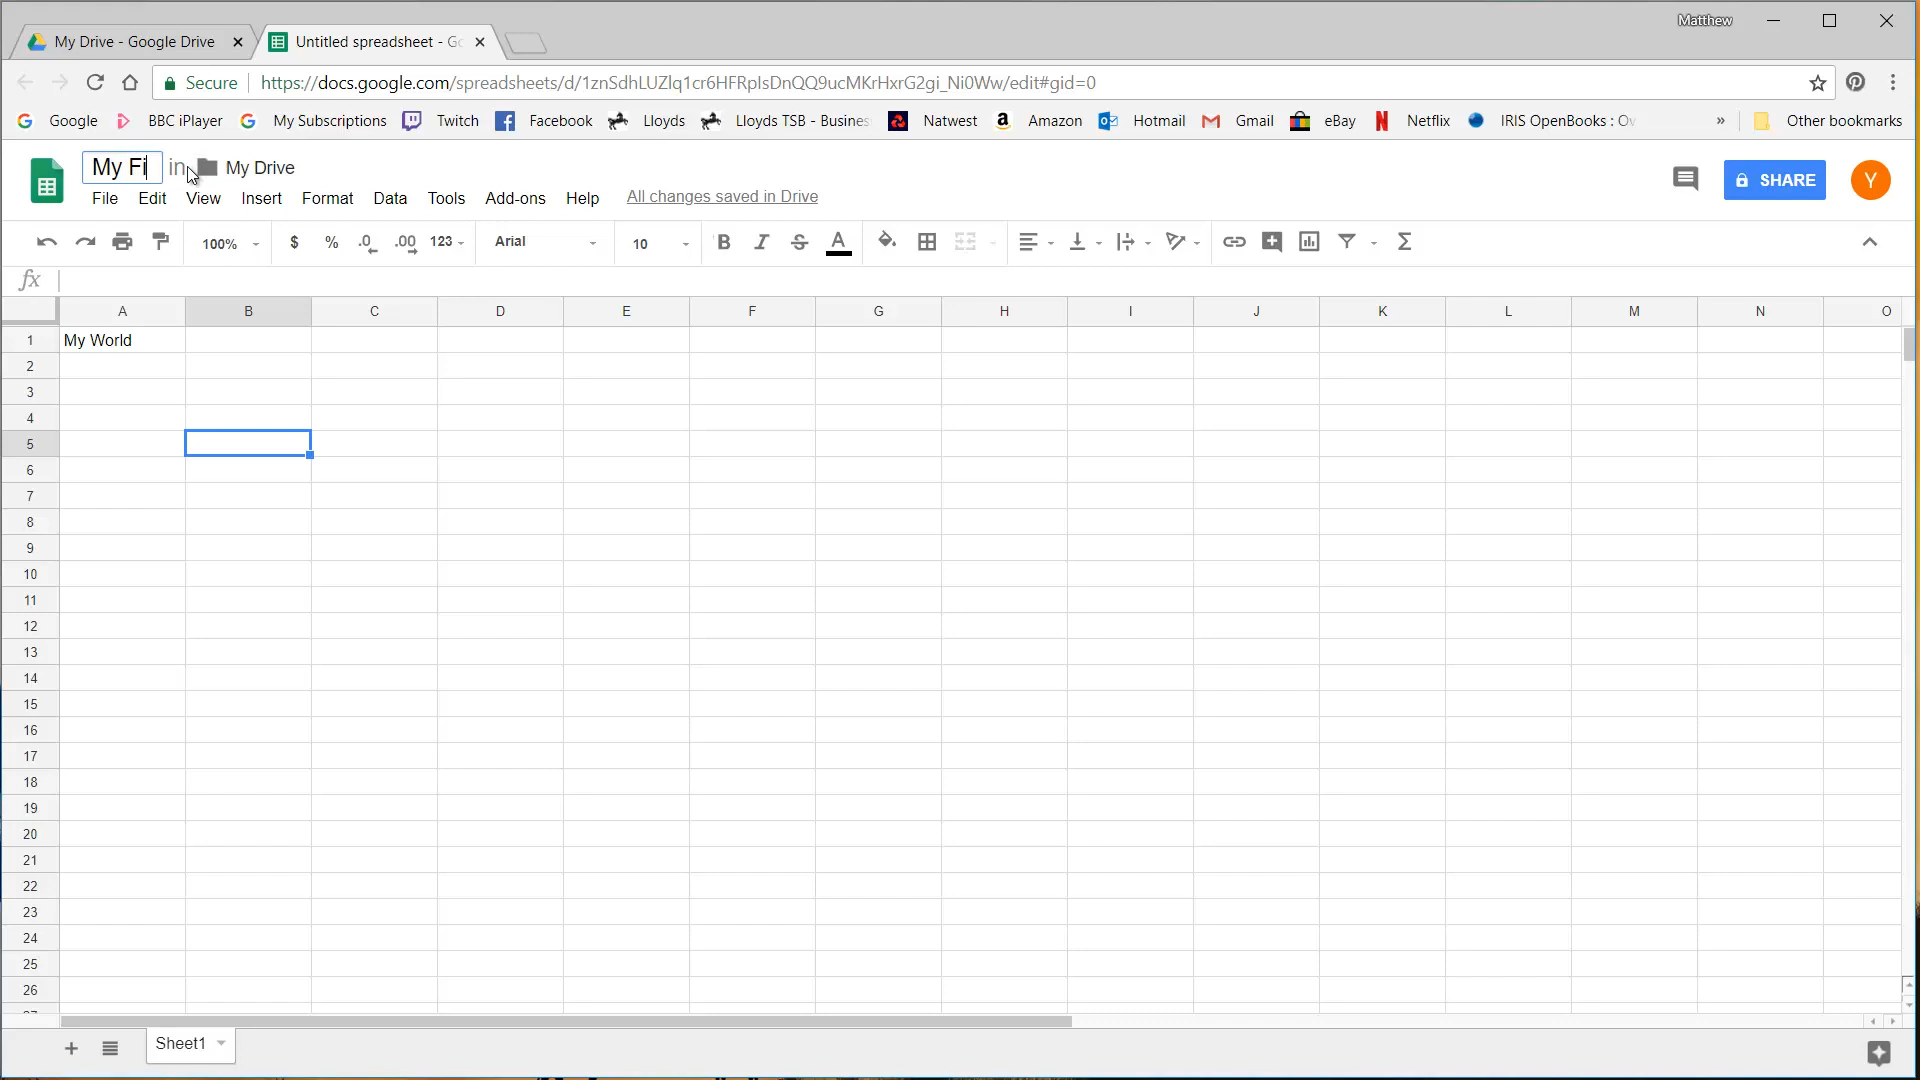 Matthew
My Drive - Google Drive
Untitled spreadsheet - Go
Secure https://docs.google.com/spreadsheets/d/1znSdhLUZlq1cr6HFRpIsDnQQ9ucMKrHxrG2gi_Ni0Ww/edit#gid=0
Google BBC iPlayer My Subscriptions Twitch Facebook Lloyds Lloyds TSB - Busines Natwest Amazon Hotmail Gmail eBay Netflix IRIS OpenBooks : Ov » Other bookmarks
My Fi in My Drive
SHARE
Y
File Edit View Insert Format Data Tools Add-ons Help All changes saved in Drive
100% $ % .0 .00 123 Arial 10 B I S A Σ
fx
A B C D E F G H I J K L M N O
1 My World
2
3
4
5
6
7
8
9
10
11
12
13
14
15
16
17
18
19
20
21
22
23
24
25
26
Sheet1